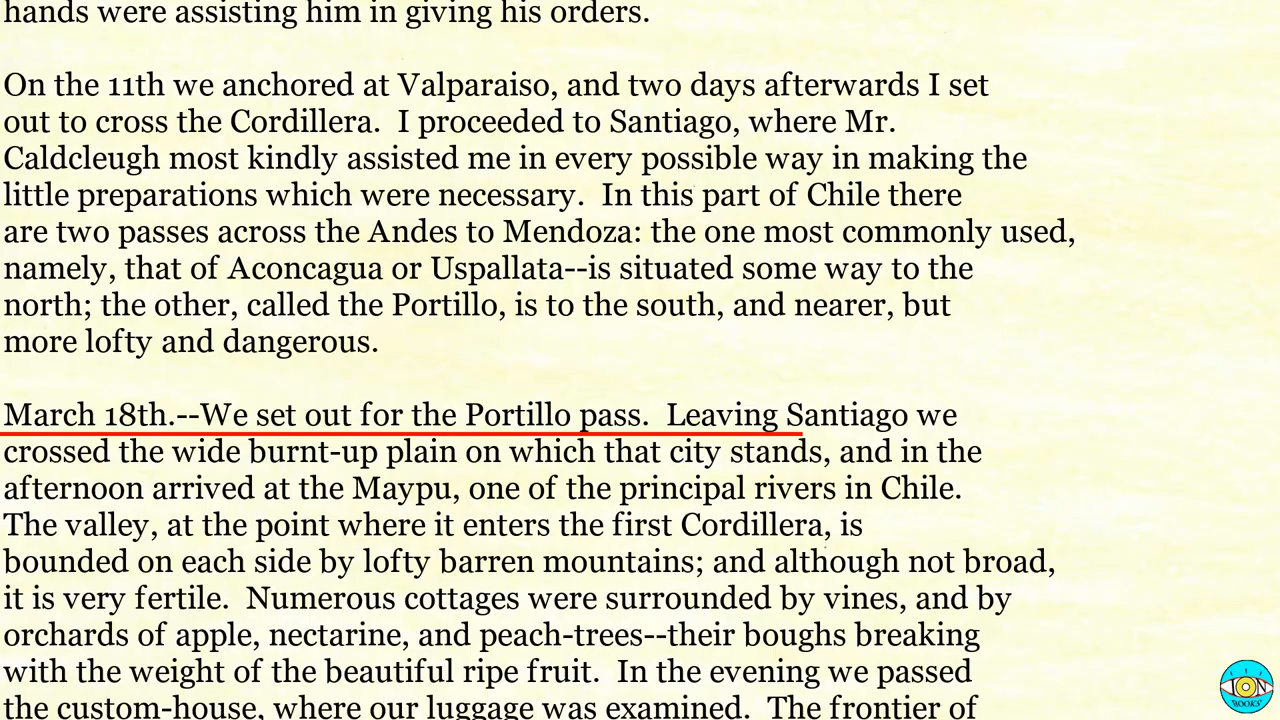 hands were assisting him in giving his orders.
On the 11th we anchored at Valparaiso, and two days afterwards I set
out to cross the Cordillera.  I proceeded to Santiago, where Mr.
Caldcleugh most kindly assisted me in every possible way in making the
little preparations which were necessary.  In this part of Chile there
are two passes across the Andes to Mendoza: the one most commonly used,
namely, that of Aconcagua or Uspallata--is situated some way to the
north; the other, called the Portillo, is to the south, and nearer, but
more lofty and dangerous.
March 18th.--We set out for the Portillo pass.  Leaving Santiago we
crossed the wide burnt-up plain on which that city stands, and in the
afternoon arrived at the Maypu, one of the principal rivers in Chile.
The valley, at the point where it enters the first Cordillera, is
bounded on each side by lofty barren mountains; and although not broad,
it is very fertile.  Numerous cottages were surrounded by vines, and by
orchards of apple, nectarine, and peach-trees--their boughs breaking
with the weight of the beautiful ripe fruit.  In the evening we passed
the custom-house, where our luggage was examined.  The frontier of
ION
BOOKS